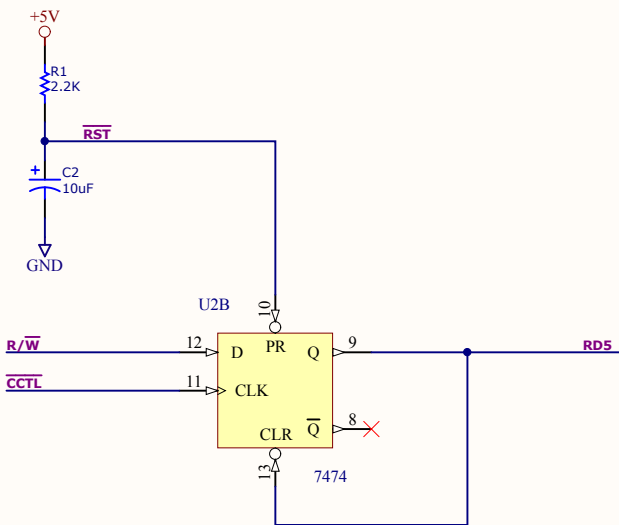 +5V
R1
2.2K
RST
C2
10uF
GND
U2B
10
R/W
12
D
PR
Q
9
RD5
CCTL
11
CLK
Q
8
CLR
13
7474